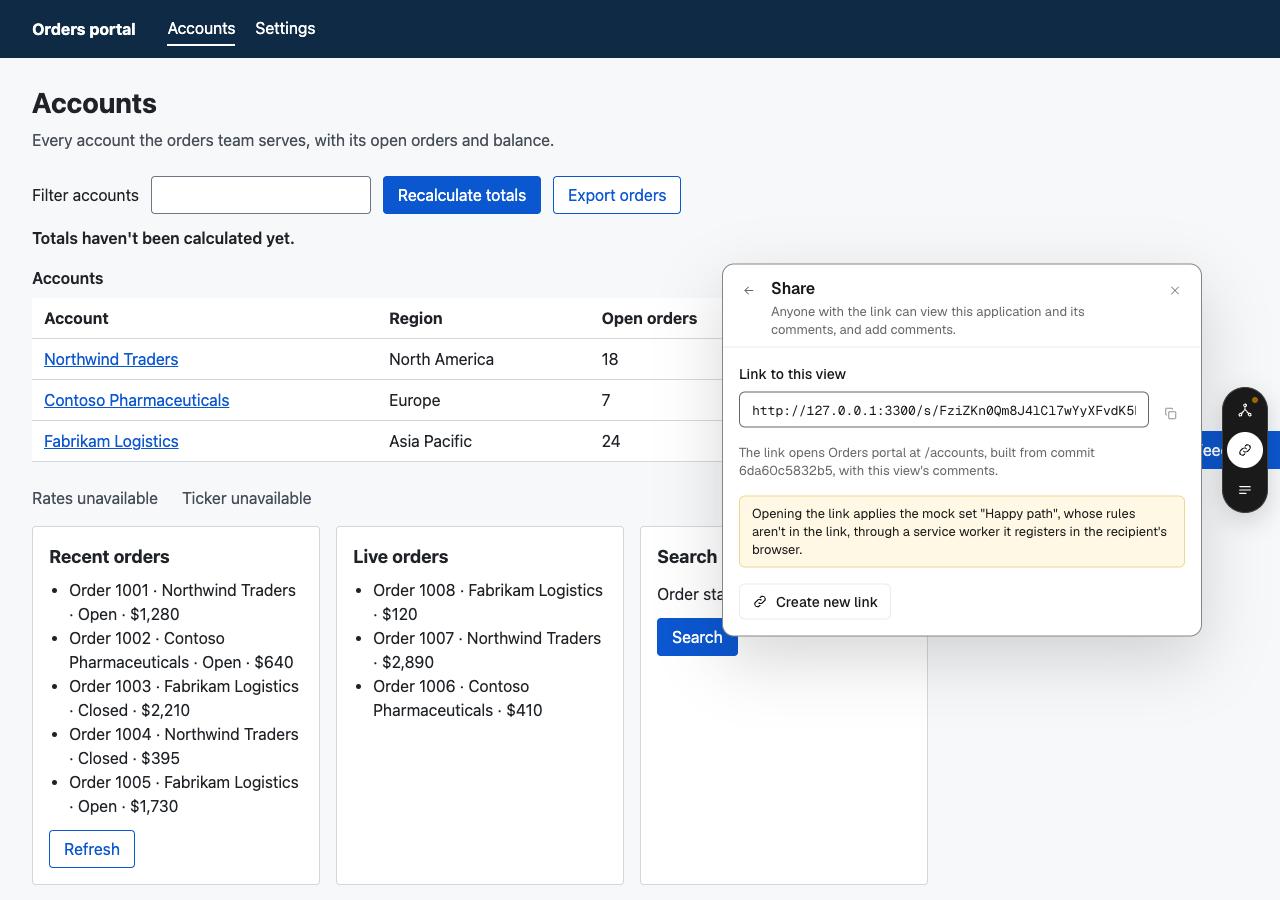 Orders portal
Accounts
Settings
Accounts
Every account the orders team serves, with its open orders and balance.
Filter accounts
Recalculate totals
Export orders
Totals haven't been calculated yet.
Accounts
Account Region Open orders
Northwind Traders North America 18
Contoso Pharmaceuticals Europe 7
Fabrikam Logistics Asia Pacific 24
Rates unavailable Ticker unavailable
Recent orders
• Order 1001 · Northwind Traders
· Open · $1,280
• Order 1002 · Contoso
Pharmaceuticals · Open · $640
• Order 1003 · Fabrikam Logistics
· Closed · $2,210
• Order 1004 · Northwind Traders
· Closed · $395
• Order 1005 · Fabrikam Logistics
· Open · $1,730
Refresh
Live orders
• Order 1008 · Fabrikam Logistics
· $120
• Order 1007 · Northwind Traders
· $2,890
• Order 1006 · Contoso
Pharmaceuticals · $410
Search
Order
Search
Share
Anyone with the link can view this application and its
comments, and add comments.
Link to this view
The link opens Orders portal at /accounts, built from commit
6da60c5832b5, with this view's comments.
Opening the link applies the mock set "Happy path", whose rules
aren't in the link, through a service worker it registers in the recipient's
browser.
Create new link